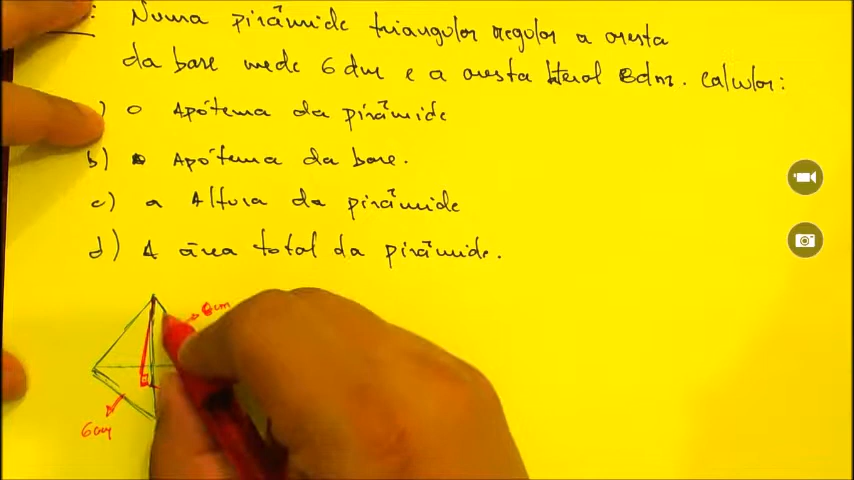 : Numa pirâmide triangular regular a aresta
da base mede 6 dm e a aresta lateral 8dm. calcular:
) o Apótema da pirâmide
b) o Apótema da base.
c) a Altura da pirâmide
d) A área total da pirâmide.
8cm
6cm